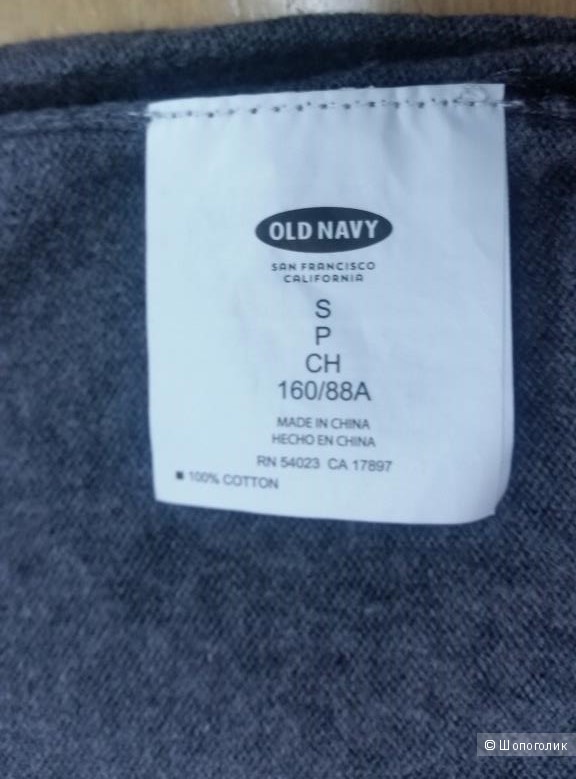 OLD NAVY
SAN FRANCISCO
CALIFORNIA
S
P
CH
160/88A
MADE IN CHINA
HECHO EN CHINA
RN 54023 CA 17897
■ 100% COTTON
© Шопоголик